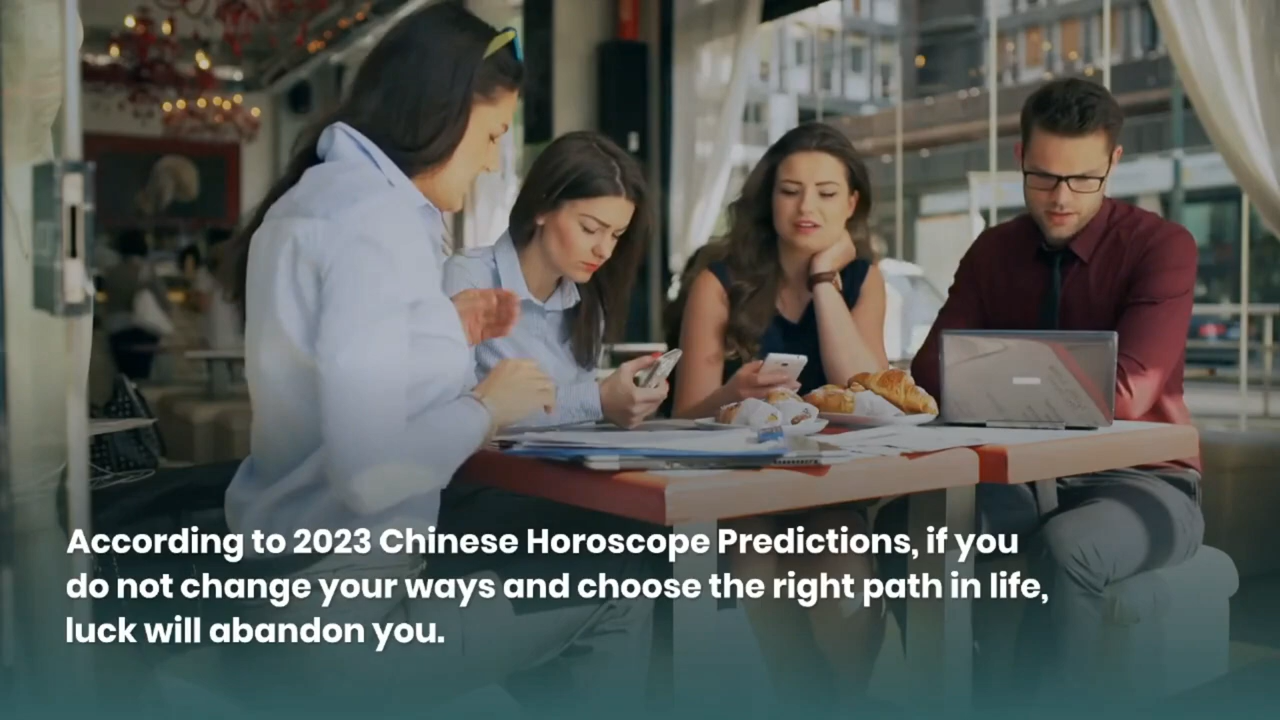 According to 2023 Chinese Horoscope Predictions, if you
do not change your ways and choose the right path in life,
luck will abandon you.